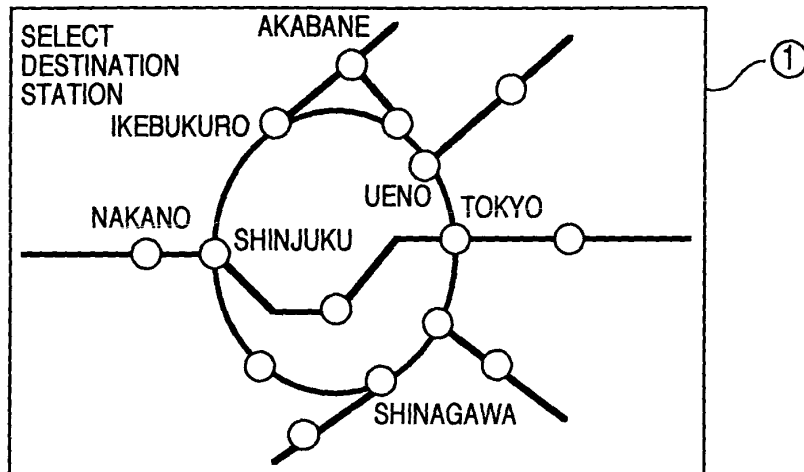 SELECT
DESTINATION
STATION
AKABANE
①
IKEBUKURO
UENO
NAKANO
SHINJUKU
TOKYO
SHINAGAWA